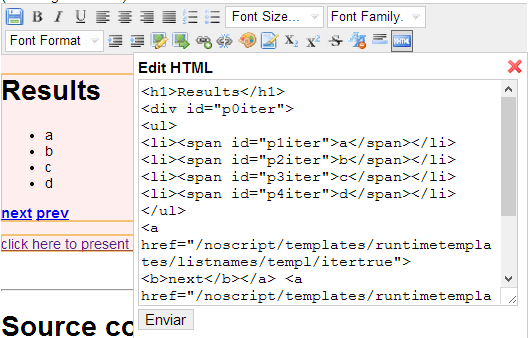 Font Size... Font Family.
Font Format
Edit HTML
Results
a
b
c
d
next prev
click here to present
Source co
<h1>Results</h1>
<div id="p0iter">
<ul>
<li><span id="p1iter">a</span></li>
<li><span id="p2iter">b</span></li>
<li><span id="p3iter">c</span></li>
<li><span id="p4iter">d</span></li>
</ul>
<a
href="/noscript/templates/runtimetempla
tes/listnames/templ/itertrue">
<b>next</b></a> <a
href="/noscript/templates/runtimetempla
Enviar